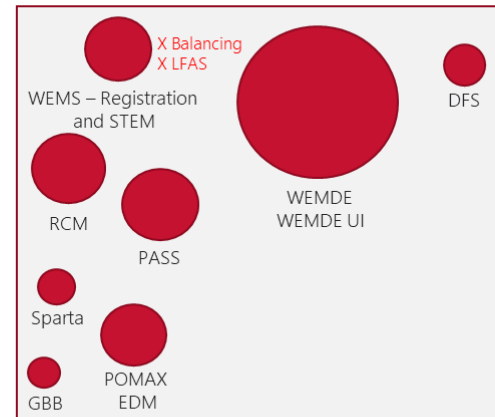 X Balancing
X LFAS
WEMS – Registration
and STEM
DFS
WEMDE
WEMDE UI
RCM
PASS
Sparta
POMAX
EDM
GBB